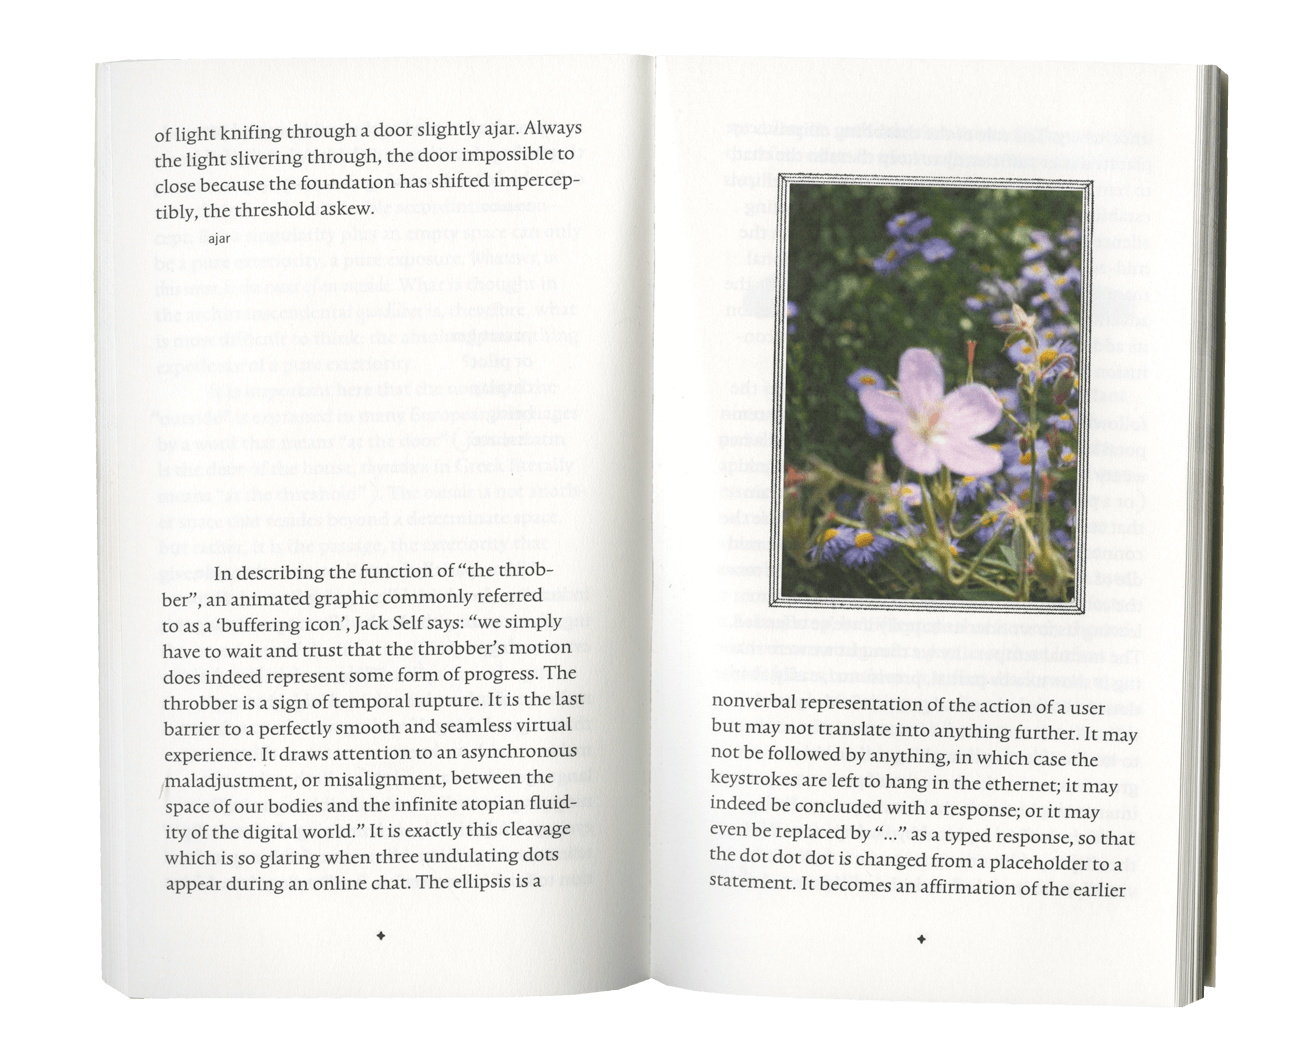 of light knifing through a door slightly ajar. Always
the light slivering through, the door impossible to
close because the foundation has shifted impercep-
tibly, the threshold askew.
ajar
In describing the function of “the throb-
ber”, an animated graphic commonly referred
to as a ‘buffering icon’, Jack Self says: “we simply
have to wait and trust that the throbber’s motion
does indeed represent some form of progress. The
throbber is a sign of temporal rupture. It is the last
barrier to a perfectly smooth and seamless virtual
experience. It draws attention to an asynchronous
maladjustment, or misalignment, between the
space of our bodies and the infinite atopian fluid-
ity of the digital world.” It is exactly this cleavage
which is so glaring when three undulating dots
appear during an online chat. The ellipsis is a
nonverbal representation of the action of a user
but may not translate into anything further. It may
not be followed by anything, in which case the
keystrokes are left to hang in the ethernet; it may
indeed be concluded with a response; or it may
even be replaced by “…” as a typed response, so that
the dot dot dot is changed from a placeholder to a
statement. It becomes an affirmation of the earlier